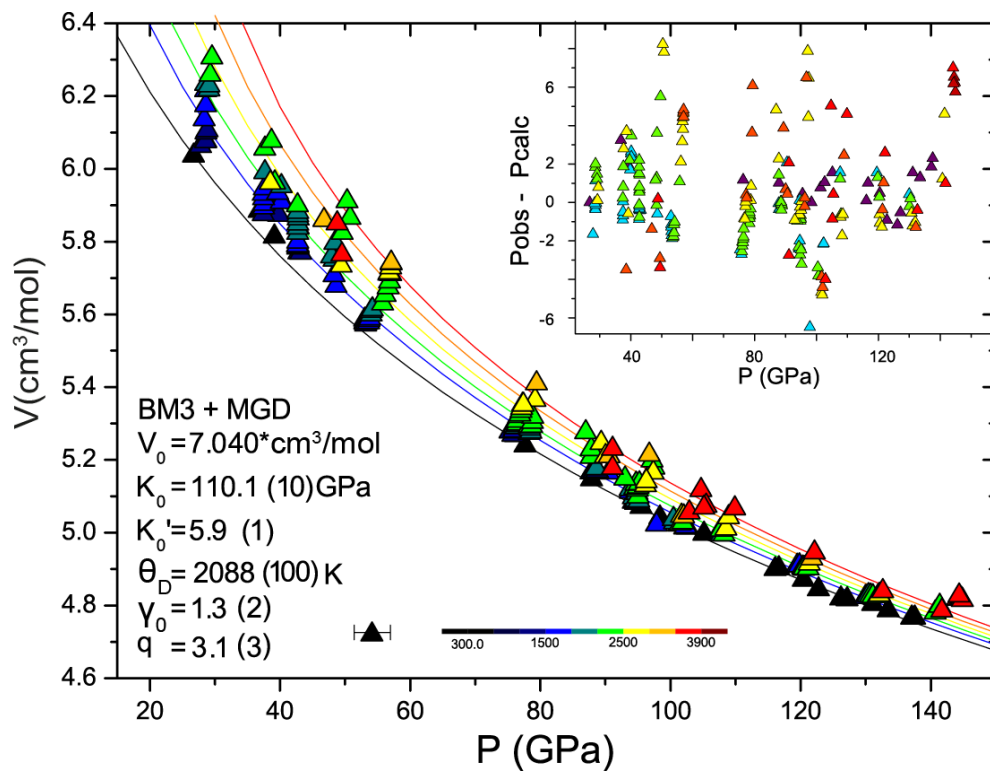 6.4
6.2
6.0
5.8
5.6
5.4
5.2
5.0
4.8
4.6
V(cm³/mol)
20
40
60
80
100
120
140
P (GPa)
BM3 + MGD
V₀=7.040*cm³/mol
K₀=110.1 (10)GPa
K₀'=5.9 (1)
θ_D=2088 (100) K
γ₀=1.3 (2)
q = 3.1 (3)
300.0 1500 2500 3900
6
2
0
-2
-6
Pobs - Pcalc
40
80
120
P (GPa)